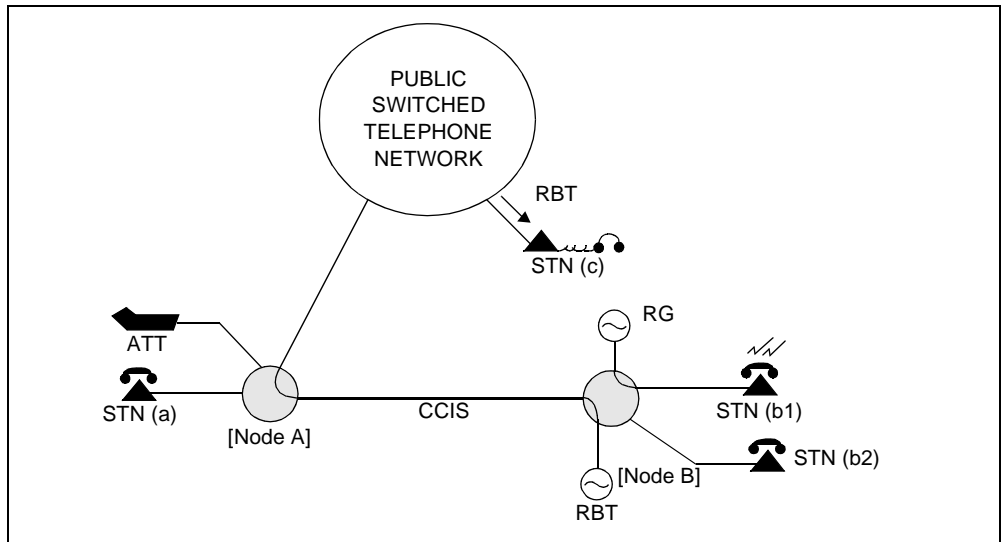 PUBLIC
SWITCHED
TELEPHONE
NETWORK
RBT
STN (c)
RG
ATT
STN (a)
CCIS
STN (b1)
[Node A]
STN (b2)
[Node B]
RBT